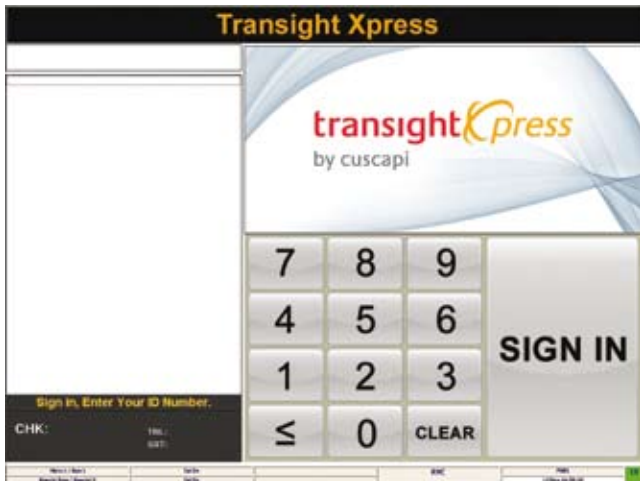 Transight Xpress
transight Xpress
by cuscapi
7 8 9
4 5 6
SIGN IN
1 2 3
Sign in, Enter Your ID Number.
CHK:
≤ 0 CLEAR